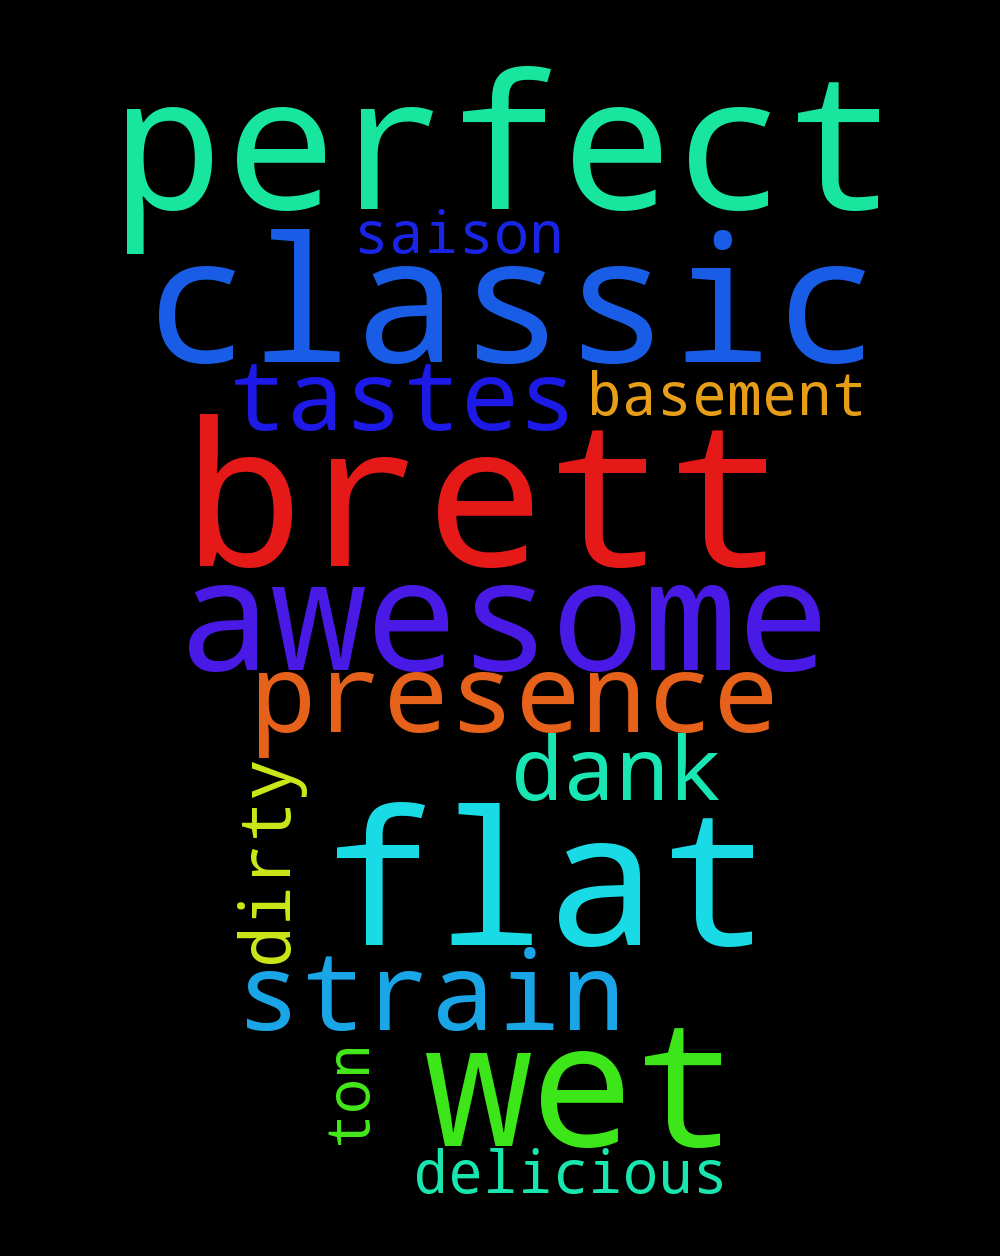 perfect
saison
classic
tastes
basement
brett
awesome
presence
dank
dirty
flat
strain
wet
ton
delicious